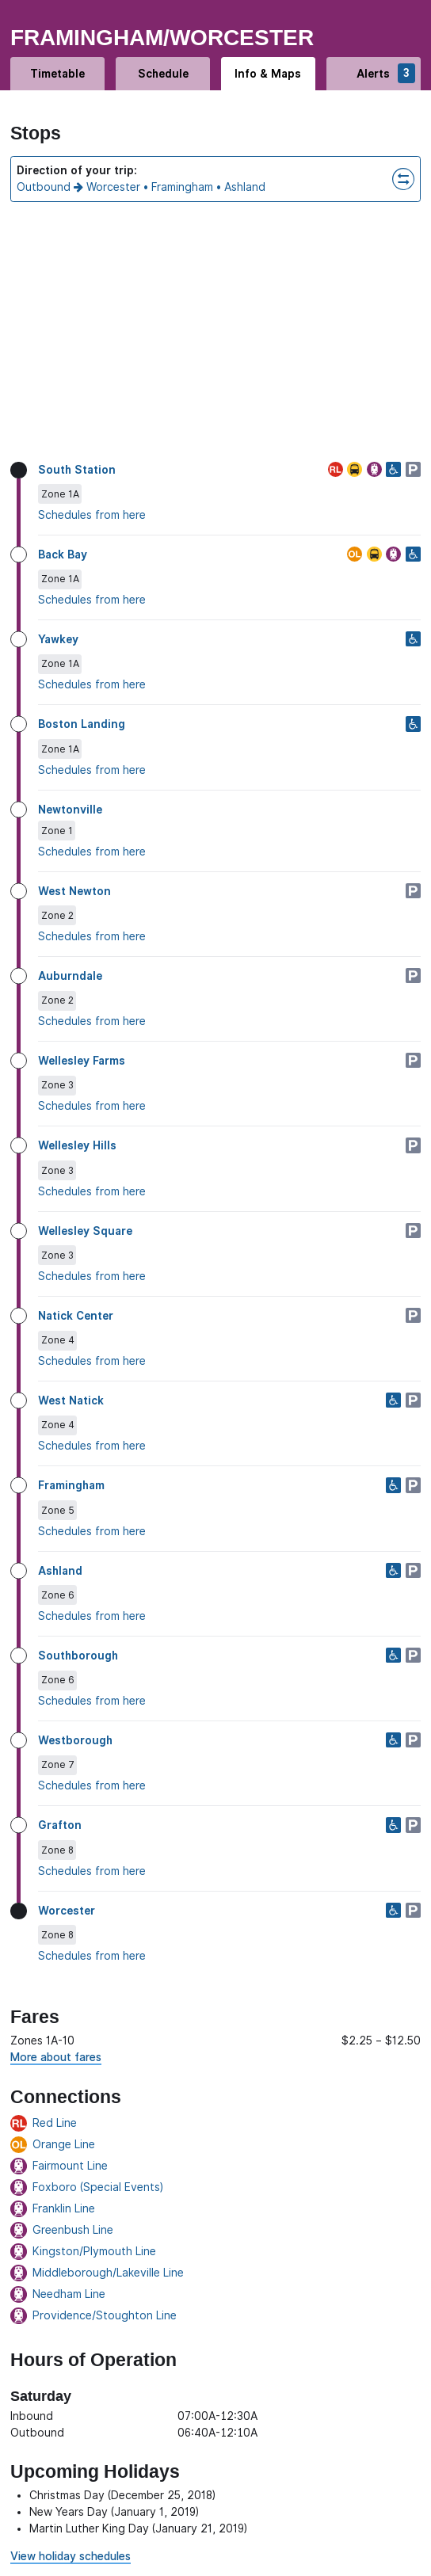 FRAMINGHAM/WORCESTER
Timetable
Schedule
Info & Maps
Alerts 3
Stops
Direction of your trip:
Outbound → Worcester • Framingham • Ashland
South Station RL P
Zone 1A
Schedules from here
Back Bay OL
Zone 1A
Schedules from here
Yawkey
Zone 1A
Schedules from here
Boston Landing
Zone 1A
Schedules from here
Newtonville
Zone 1
Schedules from here
West Newton P
Zone 2
Schedules from here
Auburndale P
Zone 2
Schedules from here
Wellesley Farms P
Zone 3
Schedules from here
Wellesley Hills P
Zone 3
Schedules from here
Wellesley Square P
Zone 3
Schedules from here
Natick Center P
Zone 4
Schedules from here
West Natick P
Zone 4
Schedules from here
Framingham P
Zone 5
Schedules from here
Ashland P
Zone 6
Schedules from here
Southborough P
Zone 6
Schedules from here
Westborough P
Zone 7
Schedules from here
Grafton P
Zone 8
Schedules from here
Worcester P
Zone 8
Schedules from here
Fares
Zones 1A-10 $2.25 – $12.50
More about fares
Connections
RL Red Line
OL Orange Line
Fairmount Line
Foxboro (Special Events)
Franklin Line
Greenbush Line
Kingston/Plymouth Line
Middleborough/Lakeville Line
Needham Line
Providence/Stoughton Line
Hours of Operation
Saturday
Inbound 07:00A-12:30A
Outbound 06:40A-12:10A
Upcoming Holidays
• Christmas Day (December 25, 2018)
• New Years Day (January 1, 2019)
• Martin Luther King Day (January 21, 2019)
View holiday schedules